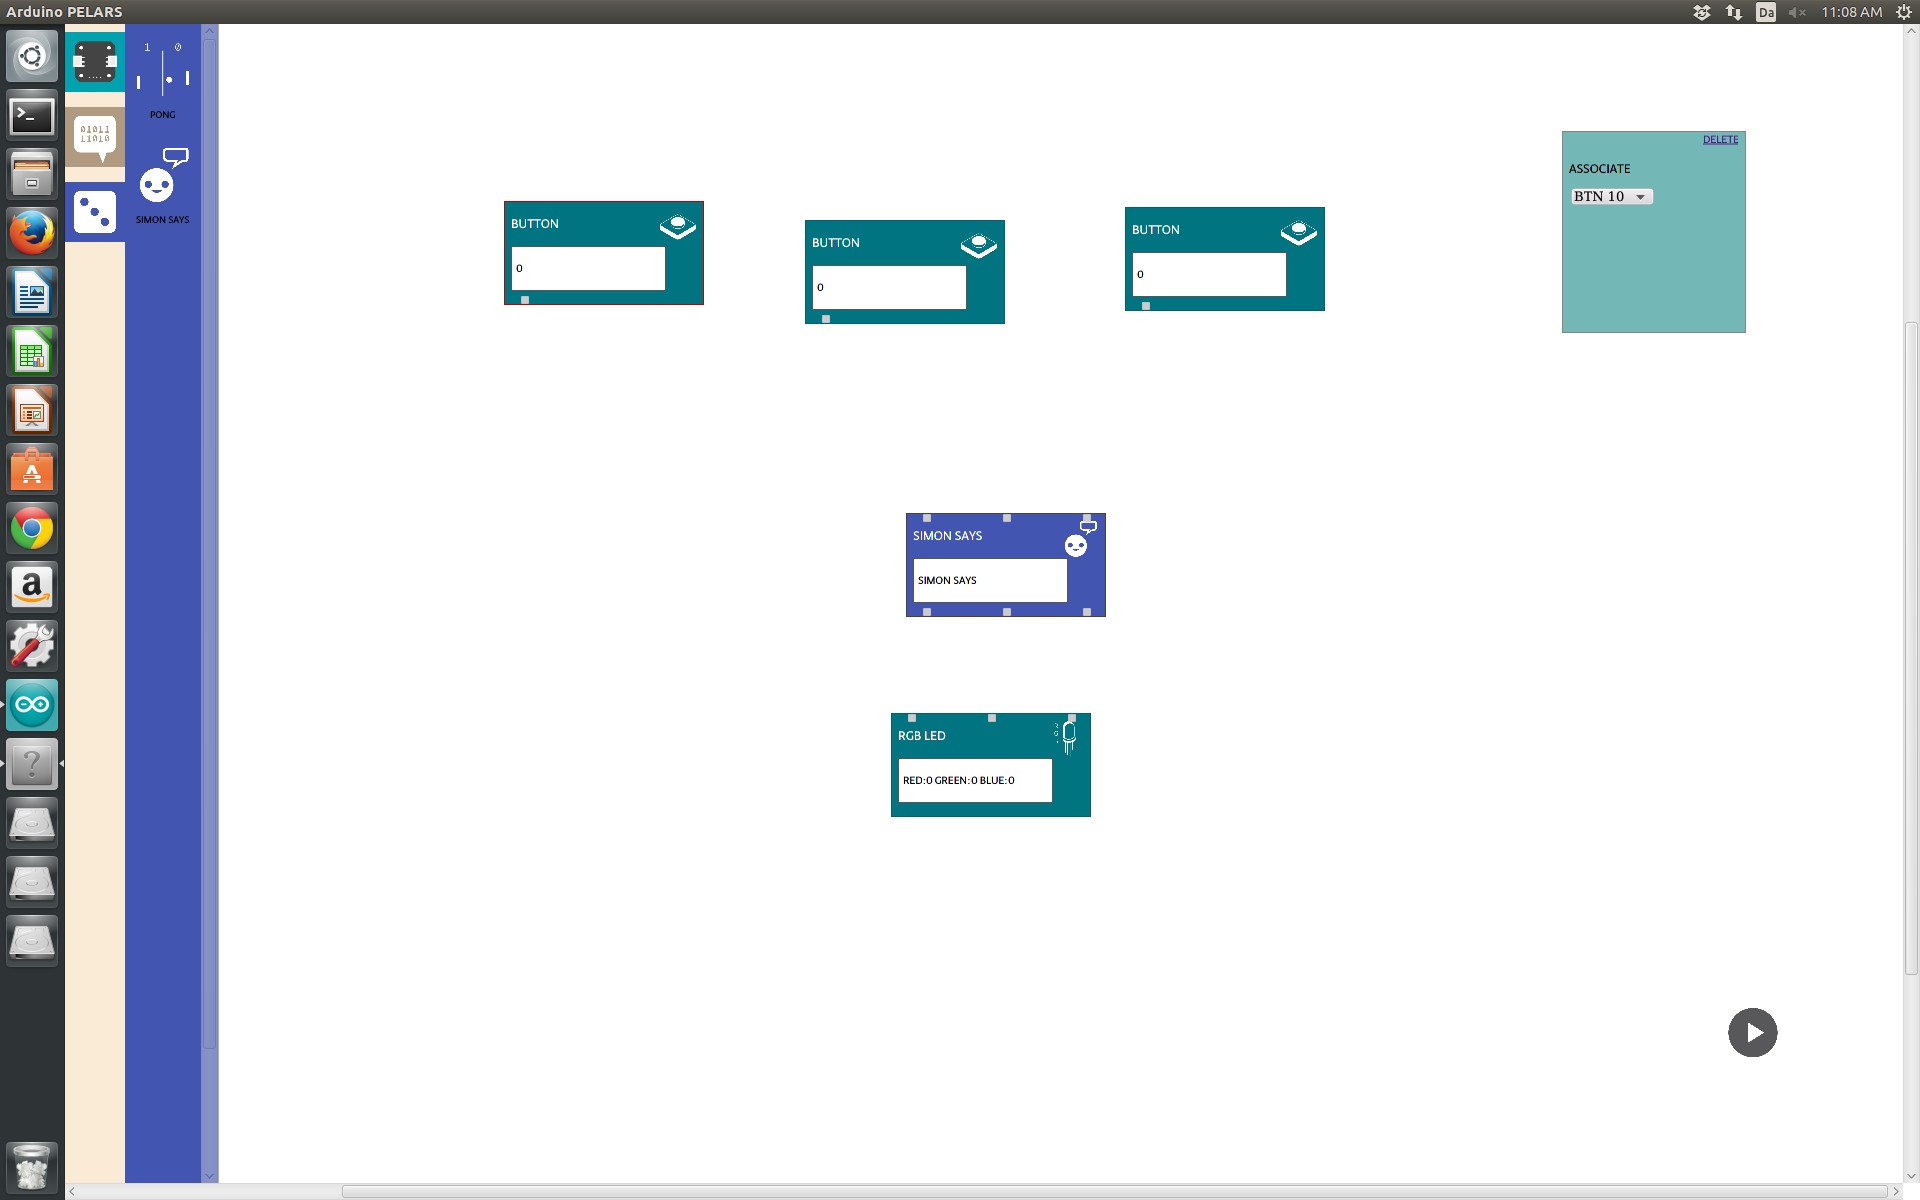 Arduino PELARS
Da
11:08 AM
1 0
PONG
01011
11010
SIMON SAYS
BUTTON
0
BUTTON
0
BUTTON
0
DELETE
ASSOCIATE
BTN 10
SIMON SAYS
SIMON SAYS
RGB LED
RED:0 GREEN:0 BLUE:0